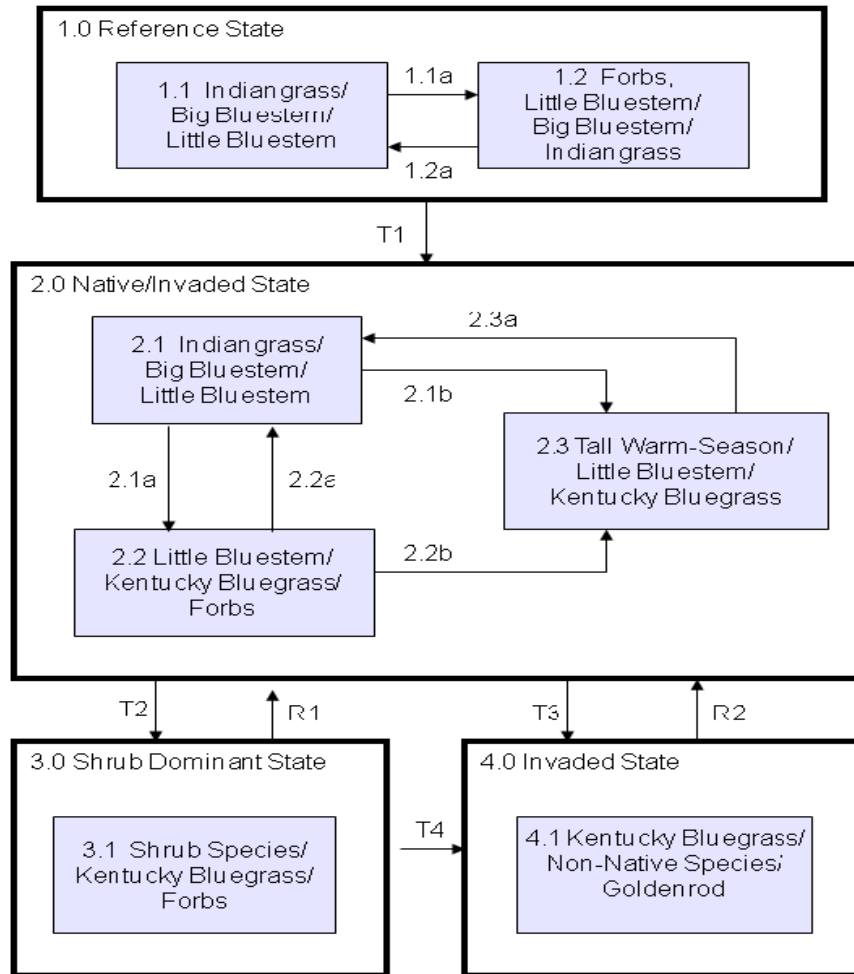 1.0 Reference State
1.1 Indiangrass/
Big Bluestem/
Little Bluestem
1.1a
1.2a
1.2 Forbs,
Little Bluestem/
Big Bluestem/
Indiangrass
T1
2.0 Native/Invaded State
2.1 Indiangrass/
Big Bluestem/
Little Bluestem
2.3a
2.1b
2.3 Tall Warm-Season/
Little Bluestem/
Kentucky Bluegrass
2.1a
2.2a
2.2 Little Bluestem/
Kentucky Bluegrass/
Forbs
2.2b
T2
R1
T3
R2
3.0 Shrub Dominant State
3.1 Shrub Species/
Kentucky Bluegrass/
Forbs
T4
4.0 Invaded State
4.1 Kentucky Bluegrass/
Non-Native Species/
Goldenrod